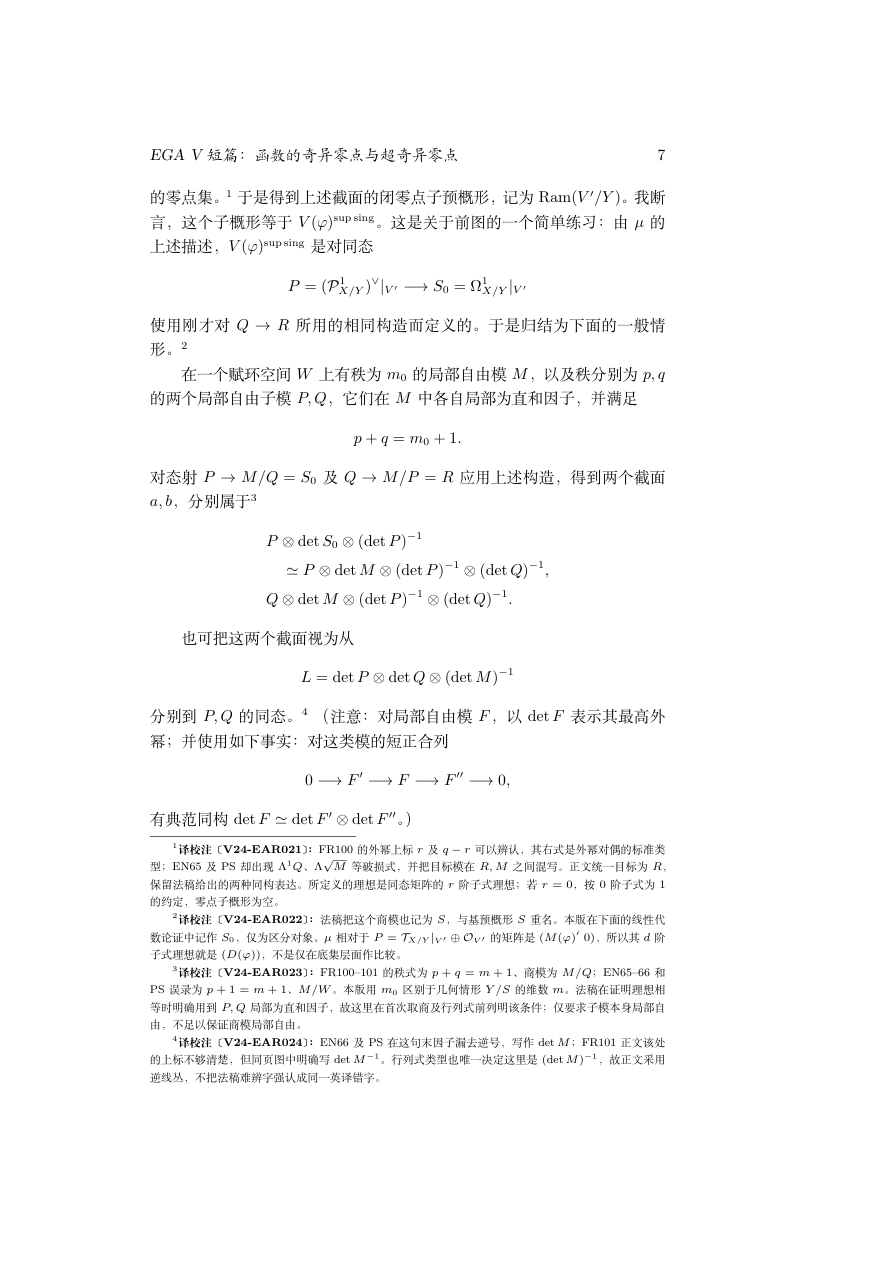 EGA V 短篇：函数的奇异零点与超奇异零点 7
的零点集。¹ 于是得到上述截面的闭零点子预概形，记为 Ram(V′/Y)。我断
言，这个子概形等于 V(φ)^{sup sing}。这是关于前图的一个简单练习：由 μ 的
上述描述，V(φ)^{sup sing} 是对同态
P = (𝒫¹_{X/Y})^∨|_{V′} ⟶ S₀ = Ω¹_{X/Y}|_{V′}
使用刚才对 Q → R 所用的相同构造而定义的。于是归结为下面的一般情
形。²
在一个赋环空间 W 上有秩为 m₀ 的局部自由模 M，以及秩分别为 p, q
的两个局部自由子模 P, Q，它们在 M 中各自局部为直和因子，并满足
p + q = m₀ + 1.
对态射 P → M/Q = S₀ 及 Q → M/P = R 应用上述构造，得到两个截面
a, b，分别属于³
P ⊗ det S₀ ⊗ (det P)⁻¹
≃ P ⊗ det M ⊗ (det P)⁻¹ ⊗ (det Q)⁻¹,
Q ⊗ det M ⊗ (det P)⁻¹ ⊗ (det Q)⁻¹.
也可把这两个截面视为从
L = det P ⊗ det Q ⊗ (det M)⁻¹
分别到 P, Q 的同态。⁴ （注意：对局部自由模 F，以 det F 表示其最高外
幂；并使用如下事实：对这类模的短正合列
0 ⟶ F′ ⟶ F ⟶ F″ ⟶ 0,
有典范同构 det F ≃ det F′ ⊗ det F″。）
¹译校注〔V24-EAR021〕：FR100 的外幂上标 r 及 q − r 可以辨认，其右式是外幂对偶的标准类
型；EN65 及 PS 却出现 Λ¹Q、Λ√M 等破损式，并把目标模在 R, M 之间混写。正文统一目标为 R，
保留法稿给出的两种同构表达。所定义的理想是同态矩阵的 r 阶子式理想；若 r = 0，按 0 阶子式为 1
的约定，零点子概形为空。
²译校注〔V24-EAR022〕：法稿把这个商模也记为 S，与基预概形 S 重名。本版在下面的线性代
数论证中记作 S₀，仅为区分对象。μ 相对于 P = 𝒯_{X/Y}|_{V′} ⊕ 𝒪_{V′} 的矩阵是 (M(φ)′ 0)，所以其 d 阶
子式理想就是 (D(φ))，不是仅在底集层面作比较。
³译校注〔V24-EAR023〕：FR100–101 的秩式为 p + q = m + 1、商模为 M/Q；EN65–66 和
PS 误录为 p + 1 = m + 1、M/W。本版用 m₀ 区别于几何情形 Y/S 的维数 m。法稿在证明理想相
等时明确用到 P, Q 局部为直和因子，故这里在首次取商及行列式前列明该条件；仅要求子模本身局部自
由，不足以保证商模局部自由。
⁴译校注〔V24-EAR024〕：EN66 及 PS 在这句末因子漏去逆号，写作 det M；FR101 正文该处
的上标不够清楚，但同页图中明确写 det M⁻¹。行列式类型也唯一决定这里是 (det M)⁻¹，故正文采用
逆线丛，不把法稿难辨字强认成同一英译错字。